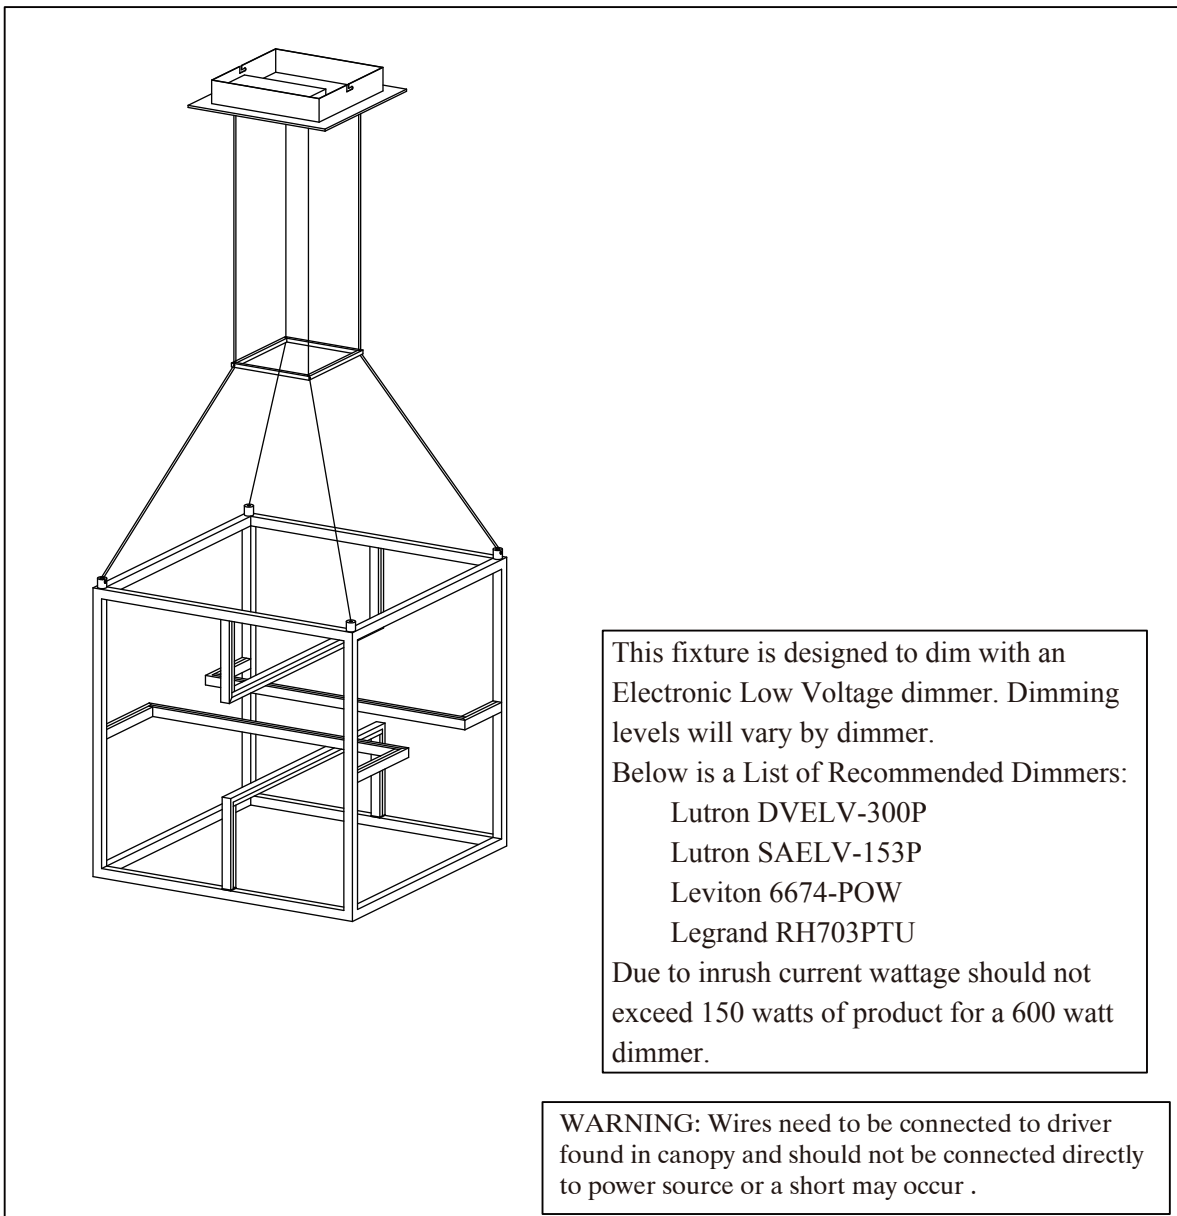 This fixture is designed to dim with an
Electronic Low Voltage dimmer. Dimming
levels will vary by dimmer.
Below is a List of Recommended Dimmers:
Lutron DVELV-300P
Lutron SAELV-153P
Leviton 6674-POW
Legrand RH703PTU
Due to inrush current wattage should not
exceed 150 watts of product for a 600 watt
dimmer.
WARNING: Wires need to be connected to driver
found in canopy and should not be connected directly
to power source or a short may occur .